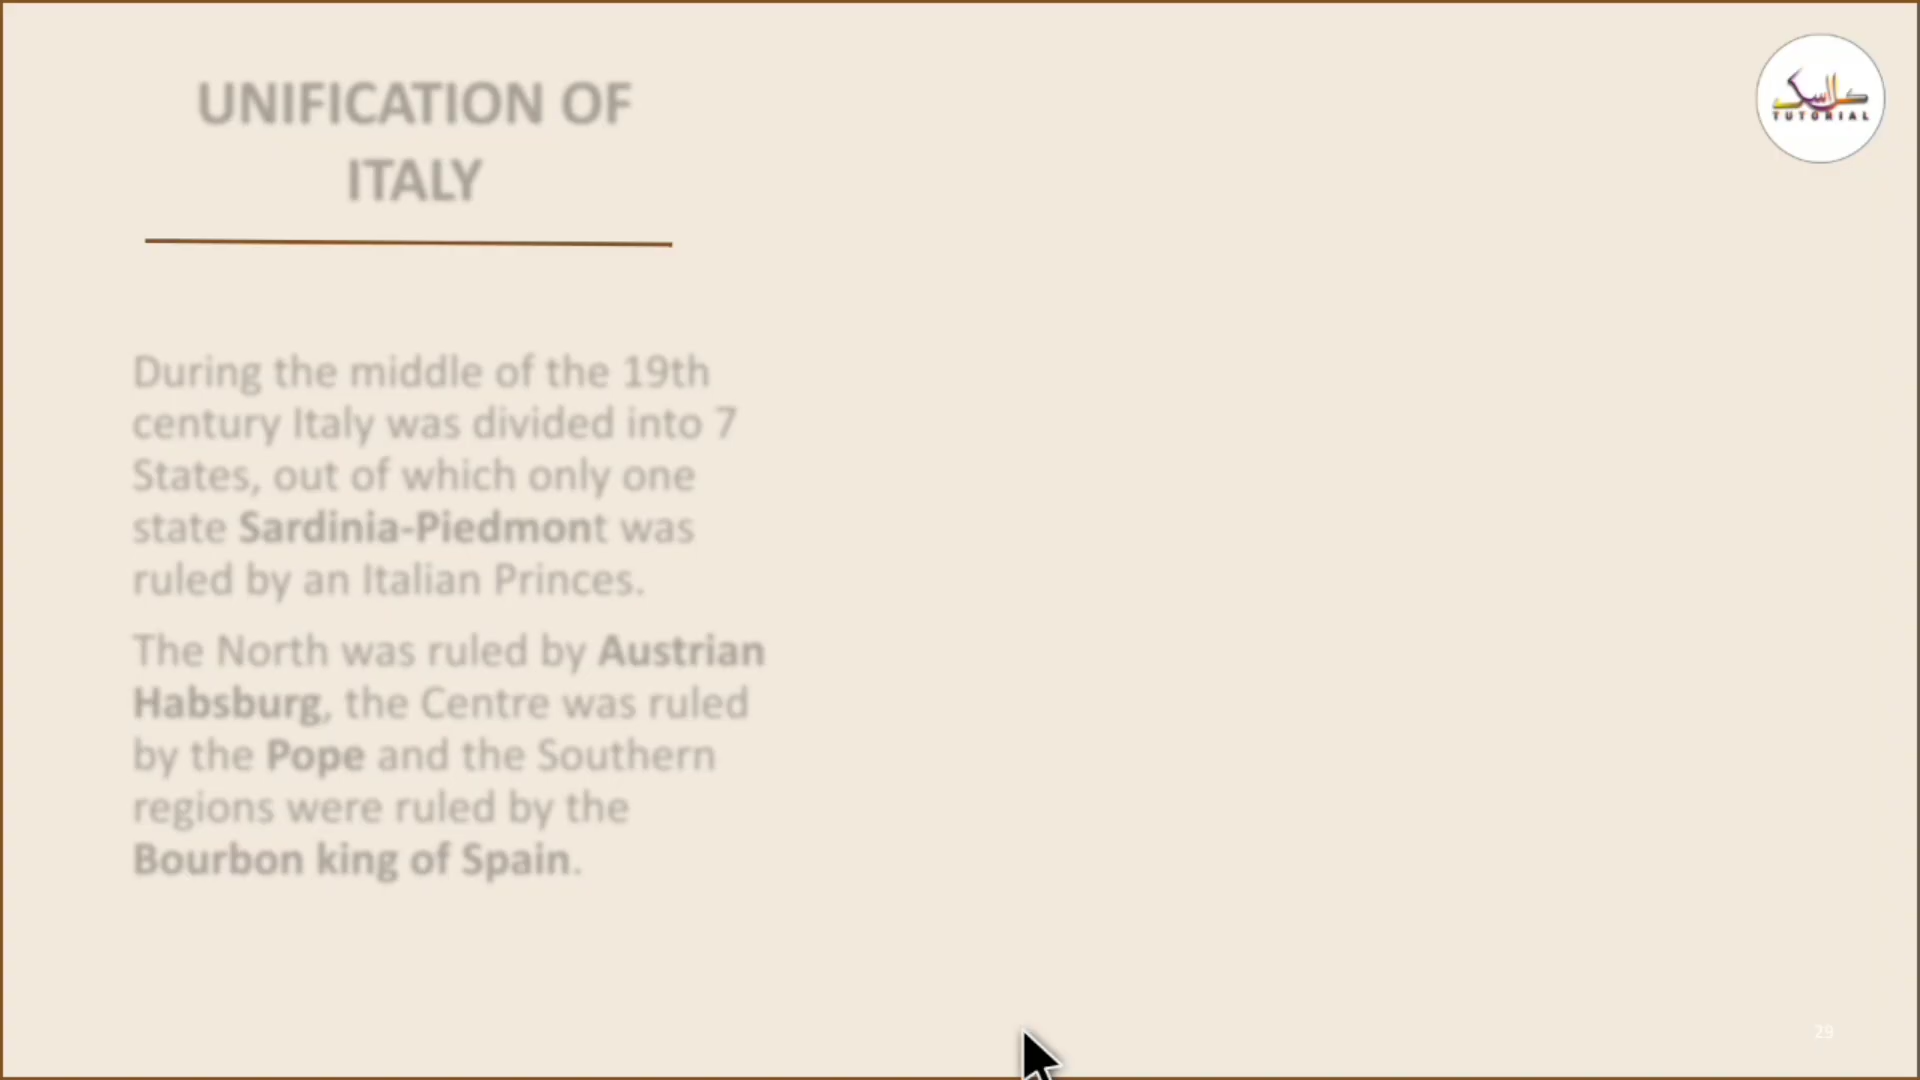 UNIFICATION OF
ITALY
كلاسک
TUTORIAL
During the middle of the 19th
century Italy was divided into 7
States, out of which only one
state Sardinia-Piedmont was
ruled by an Italian Princes.
The North was ruled by Austrian
Habsburg, the Centre was ruled
by the Pope and the Southern
regions were ruled by the
Bourbon king of Spain.
29